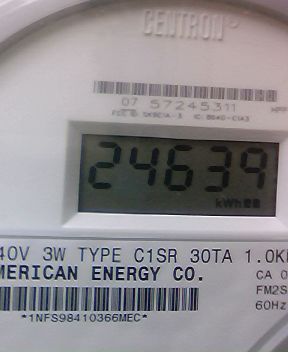 CENTRON
07 57245311
24639
kWh
40V 3W TYPE C1SR 30TA 1.0K
MERICAN ENERGY CO.
CA 0
FM2S
60Hz
*1NFS98410366MEC*